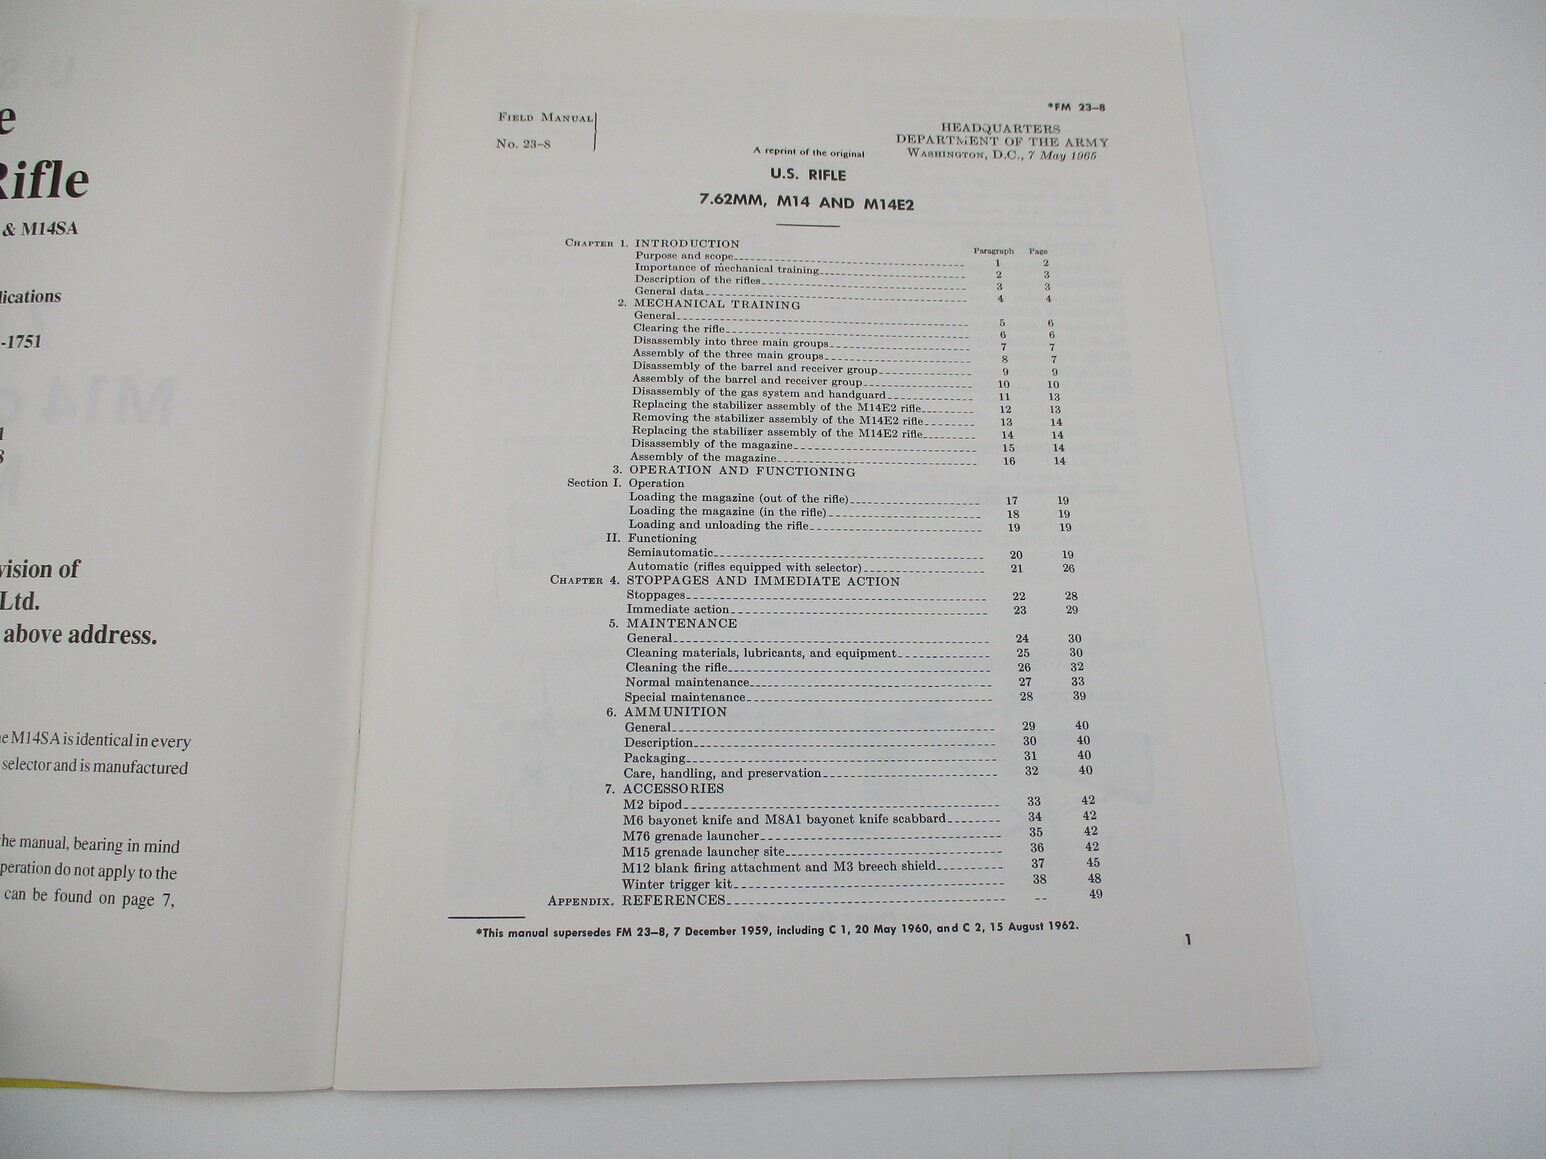 e
Rifle
& M14SA
lications
-1751
1
8
vision of
Ltd.
above address.
e M14SA is identical in every
selector and is manufactured
he manual, bearing in mind
peration do not apply to the
can be found on page 7,
*FM 23–8
FIELD MANUAL
No. 23–8
HEADQUARTERS
DEPARTMENT OF THE ARMY
WASHINGTON, D.C., 7 May 1965
A reprint of the original
U.S. RIFLE
7.62MM, M14 AND M14E2
Paragraph Page
CHAPTER 1. INTRODUCTION
Purpose and scope 1 2
Importance of mechanical training 2 3
Description of the rifles 3 3
General data 4 4
2. MECHANICAL TRAINING
General 5 6
Clearing the rifle 6 6
Disassembly into three main groups 7 7
Assembly of the three main groups 8 7
Disassembly of the barrel and receiver group 9 9
Assembly of the barrel and receiver group 10 10
Disassembly of the gas system and handguard 11 13
Replacing the stabilizer assembly of the M14E2 rifle 12 13
Removing the stabilizer assembly of the M14E2 rifle 13 14
Replacing the stabilizer assembly of the M14E2 rifle 14 14
Disassembly of the magazine 15 14
Assembly of the magazine 16 14
3. OPERATION AND FUNCTIONING
Section I. Operation
Loading the magazine (out of the rifle) 17 19
Loading the magazine (in the rifle) 18 19
Loading and unloading the rifle 19 19
II. Functioning
Semiautomatic 20 19
Automatic (rifles equipped with selector) 21 26
CHAPTER 4. STOPPAGES AND IMMEDIATE ACTION
Stoppages 22 28
Immediate action 23 29
5. MAINTENANCE
General 24 30
Cleaning materials, lubricants, and equipment 25 30
Cleaning the rifle 26 32
Normal maintenance 27 33
Special maintenance 28 39
6. AMMUNITION
General 29 40
Description 30 40
Packaging 31 40
Care, handling, and preservation 32 40
7. ACCESSORIES
M2 bipod 33 42
M6 bayonet knife and M8A1 bayonet knife scabbard 34 42
M76 grenade launcher 35 42
M15 grenade launcher site 36 42
M12 blank firing attachment and M3 breech shield 37 45
Winter trigger kit 38 48
APPENDIX. REFERENCES -- 49
*This manual supersedes FM 23–8, 7 December 1959, including C 1, 20 May 1960, and C 2, 15 August 1962.
1